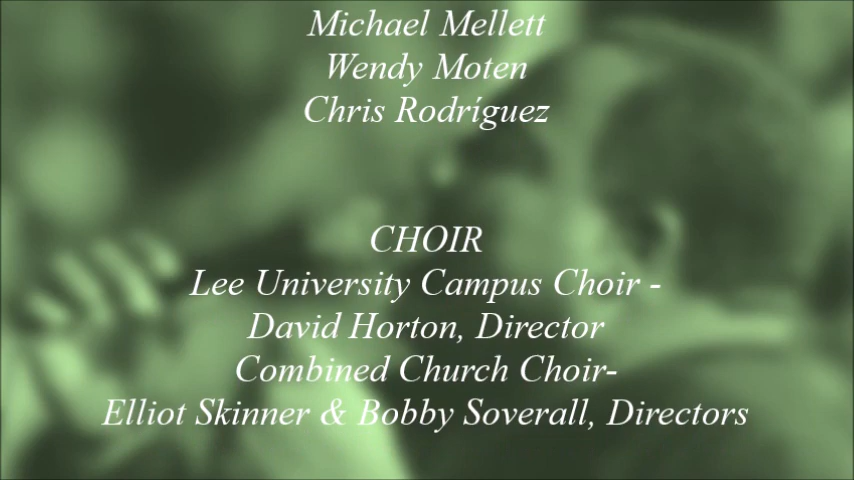 Michael Mellett
Wendy Moten
Chris Rodríguez
CHOIR
Lee University Campus Choir -
David Horton, Director
Combined Church Choir-
Elliot Skinner & Bobby Soverall, Directors